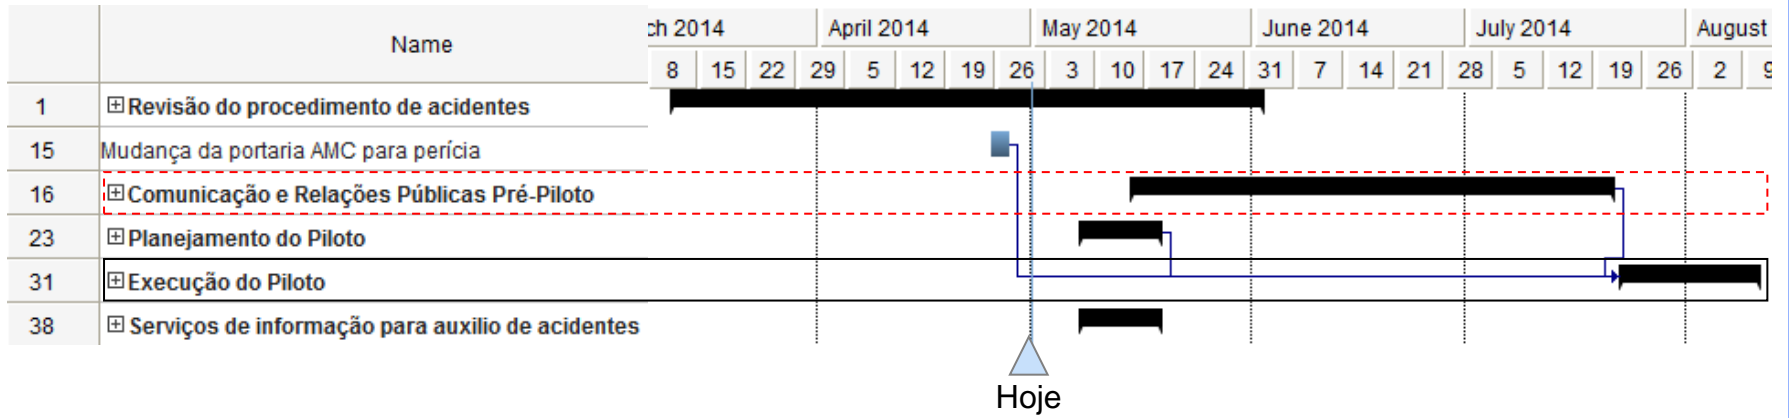 Name
ch 2014 April 2014 May 2014 June 2014 July 2014 August
8 15 22 29 5 12 19 26 3 10 17 24 31 7 14 21 28 5 12 19 26 2 9
1 Revisão do procedimento de acidentes
15 Mudança da portaria AMC para perícia
16 Comunicação e Relações Públicas Pré-Piloto
23 Planejamento do Piloto
31 Execução do Piloto
38 Serviços de informação para auxilio de acidentes
Hoje